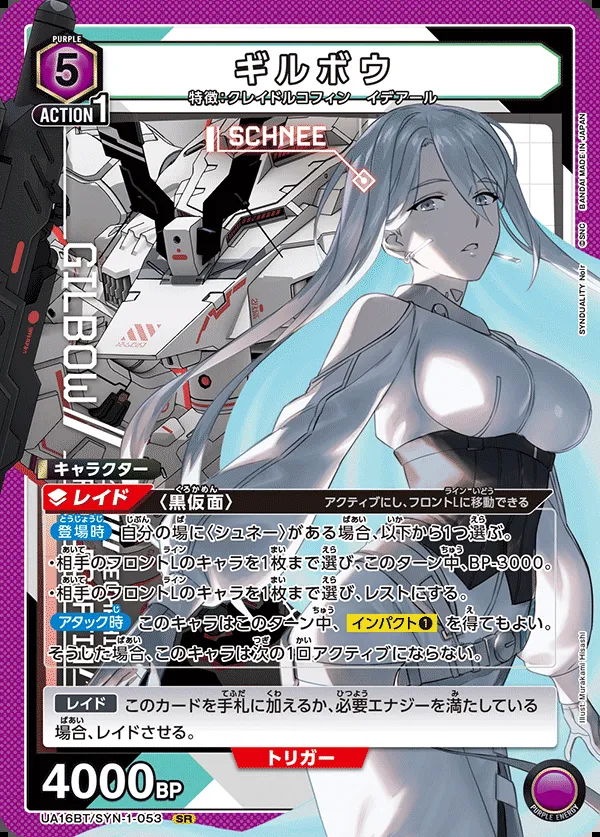 PURPLE
5
ACTION 1
ギルボウ
特徴：クレイドルコフィン イデアール
SCHNEE
GILBOW
©SNC BANDAI MADE IN JAPAN
SYNDUALITY Noir
キャラクター
レイド 〈黒仮面〉 アクティブにし、フロントLに移動できる
登場時 自分の場に〈シュネー〉がある場合、以下から1つ選ぶ。
・相手のフロントLのキャラを1枚まで選び、このターン中、BP-3000。
・相手のフロントLのキャラを1枚まで選び、レストにする。
アタック時 このキャラはこのターン中、インパクト❶を得てもよい。
そうした場合、このキャラは次の1回アクティブにならない。
レイド このカードを手札に加えるか、必要エナジーを満たしている
場合、レイドさせる。
トリガー
4000BP
UA16BT/SYN-1-053 SR
Illust: Murakami Hisashi
PURPLE ENERGY